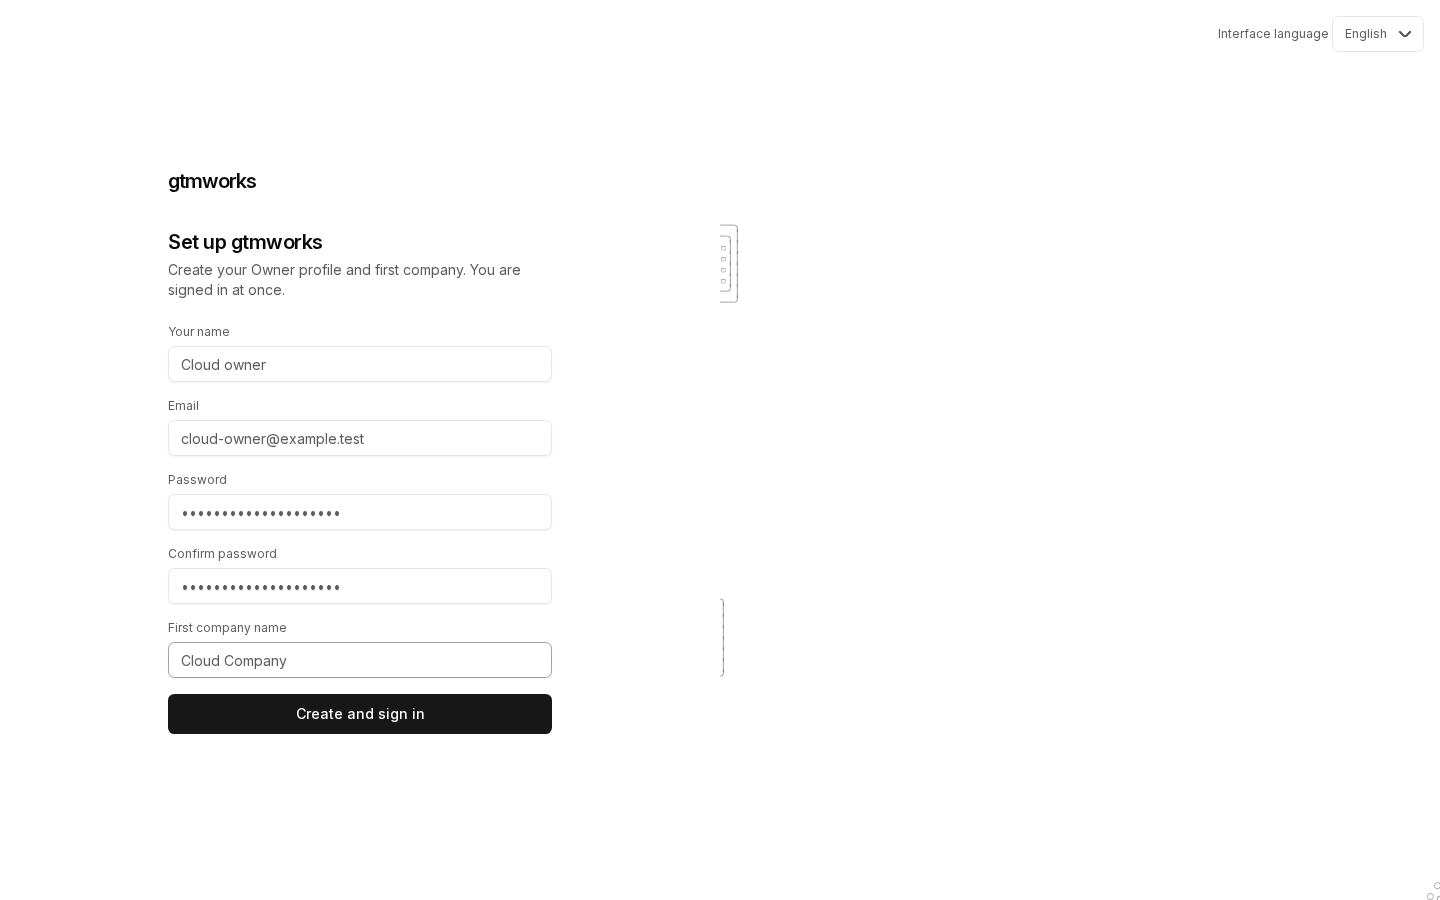 Interface language English
gtmworks
Set up gtmworks
Create your Owner profile and first company. You are
signed in at once.
Your name
Cloud owner
Email
cloud-owner@example.test
Password
••••••••••••••••••••
Confirm password
••••••••••••••••••••
First company name
Cloud Company
Create and sign in